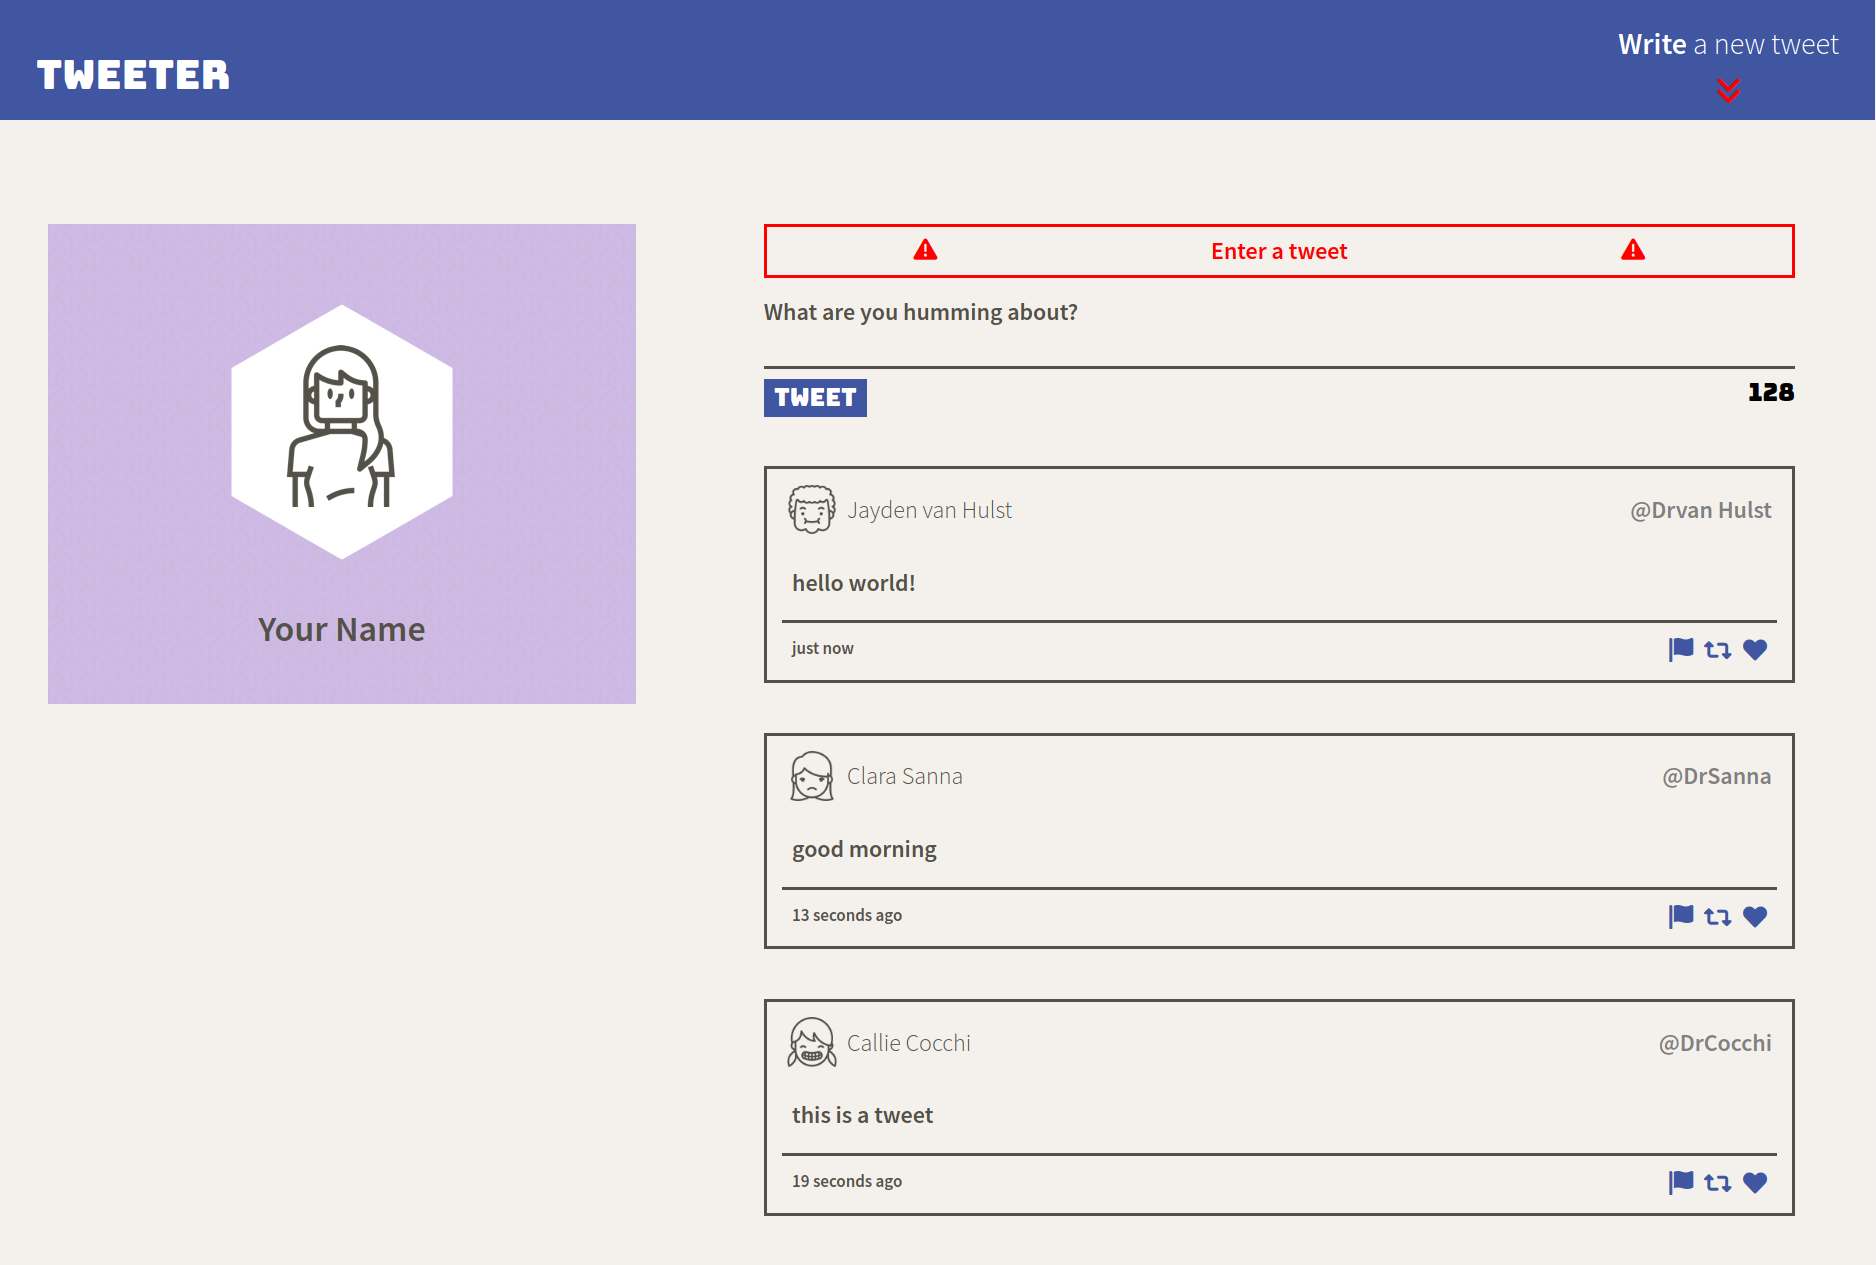 TWEETER
Write a new tweet
Your Name
Enter a tweet
What are you humming about?
TWEET
128
Jayden van Hulst
@Drvan Hulst
hello world!
just now
Clara Sanna
@DrSanna
good morning
13 seconds ago
Callie Cocchi
@DrCocchi
this is a tweet
19 seconds ago